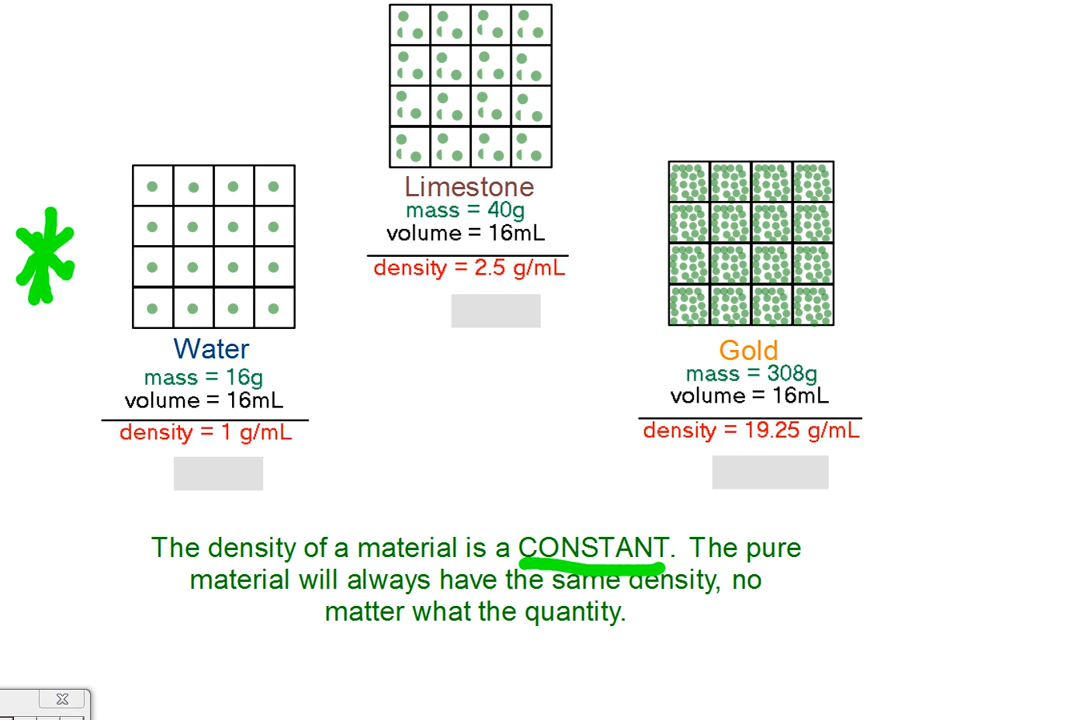 Limestone
mass = 40g
volume = 16mL
density = 2.5 g/mL
Water
mass = 16g
volume = 16mL
density = 1 g/mL
Gold
mass = 308g
volume = 16mL
density = 19.25 g/mL
The density of a material is a CONSTANT. The pure
material will always have the same density, no
matter what the quantity.